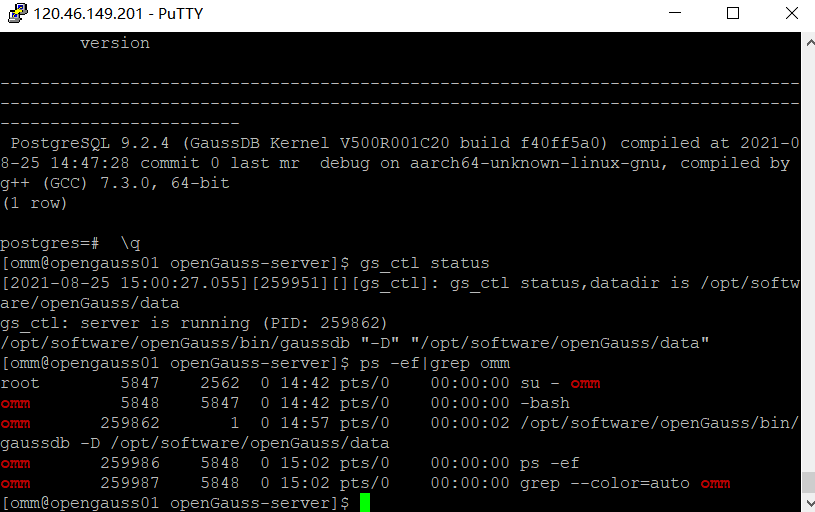 120.46.149.201 - PuTTY
version
--------------------------------------------------------------------------------
--------------------------------------------------------------------------------
------------------------
PostgreSQL 9.2.4 (GaussDB Kernel V500R001C20 build f40ff5a0) compiled at 2021-0
8-25 14:47:28 commit 0 last mr  debug on aarch64-unknown-linux-gnu, compiled by
g++ (GCC) 7.3.0, 64-bit
(1 row)
postgres=#  \q
[omm@opengauss01 openGauss-server]$ gs_ctl status
[2021-08-25 15:00:27.055][259951][][gs_ctl]: gs_ctl status,datadir is /opt/softw
are/openGauss/data
gs_ctl: server is running (PID: 259862)
/opt/software/openGauss/bin/gaussdb "-D" "/opt/software/openGauss/data"
[omm@opengauss01 openGauss-server]$ ps -ef|grep omm
root        5847    2562  0 14:42 pts/0    00:00:00 su - omm
omm         5848    5847  0 14:42 pts/0    00:00:00 -bash
omm       259862       1  0 14:57 pts/0    00:00:02 /opt/software/openGauss/bin/
gaussdb -D /opt/software/openGauss/data
omm       259986    5848  0 15:02 pts/0    00:00:00 ps -ef
omm       259987    5848  0 15:02 pts/0    00:00:00 grep --color=auto omm
[omm@opengauss01 openGauss-server]$